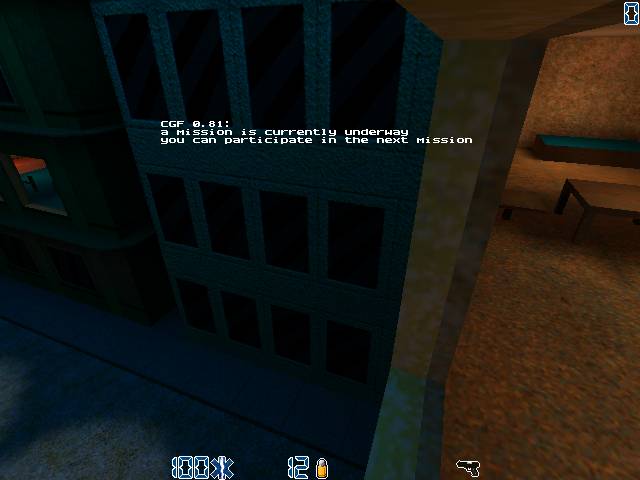 0
CGF 0.81:
a Mission is currently underway
you can participate in the next Mission
100
12